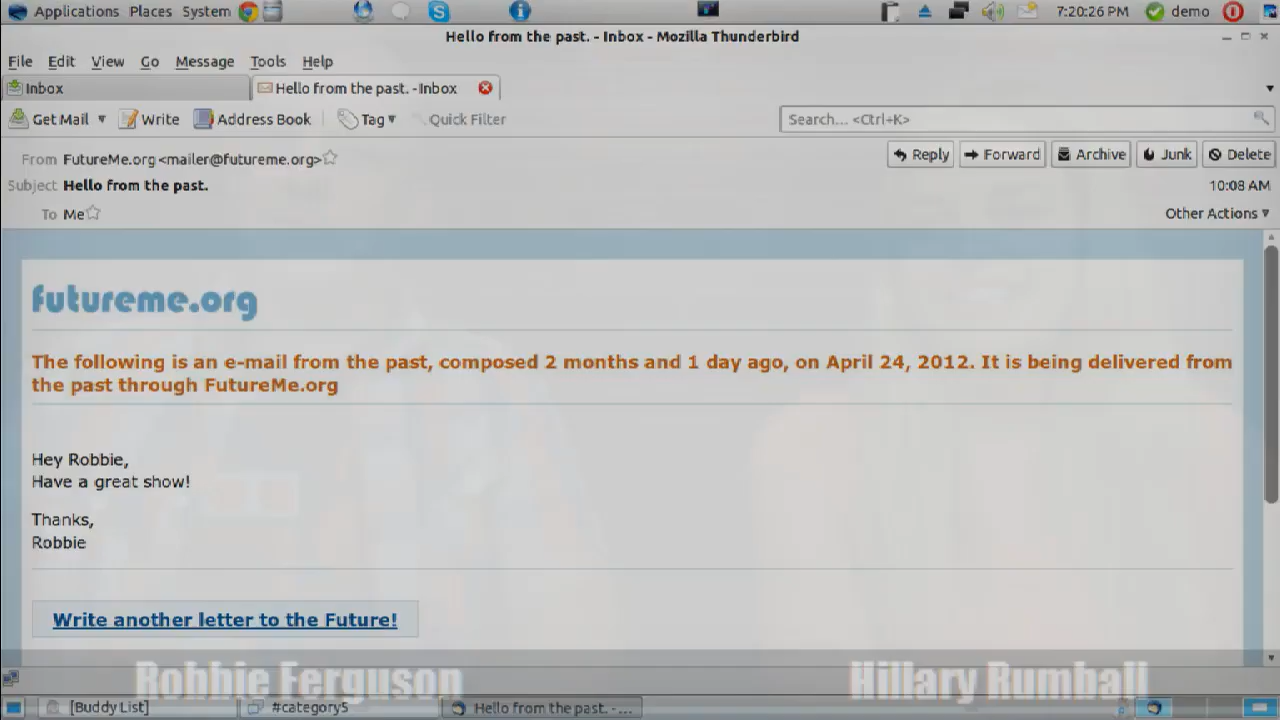 Applications Places System
7:20:26 PM demo
Hello from the past. - Inbox - Mozilla Thunderbird
File Edit View Go Message Tools Help
Inbox
Hello from the past. - Inbox
Get Mail Write Address Book Tag Quick Filter
Search... <Ctrl+K>
From FutureMe.org <mailer@futureme.org>
Reply Forward Archive Junk Delete
Subject Hello from the past.
10:08 AM
To Me
Other Actions
futureme.org
The following is an e-mail from the past, composed 2 months and 1 day ago, on April 24, 2012. It is being delivered from
the past through FutureMe.org
Hey Robbie,
Have a great show!
Thanks,
Robbie
Write another letter to the Future!
Robbie Ferguson
Hillary Rumball
[Buddy List] #category5 Hello from the past. - ...